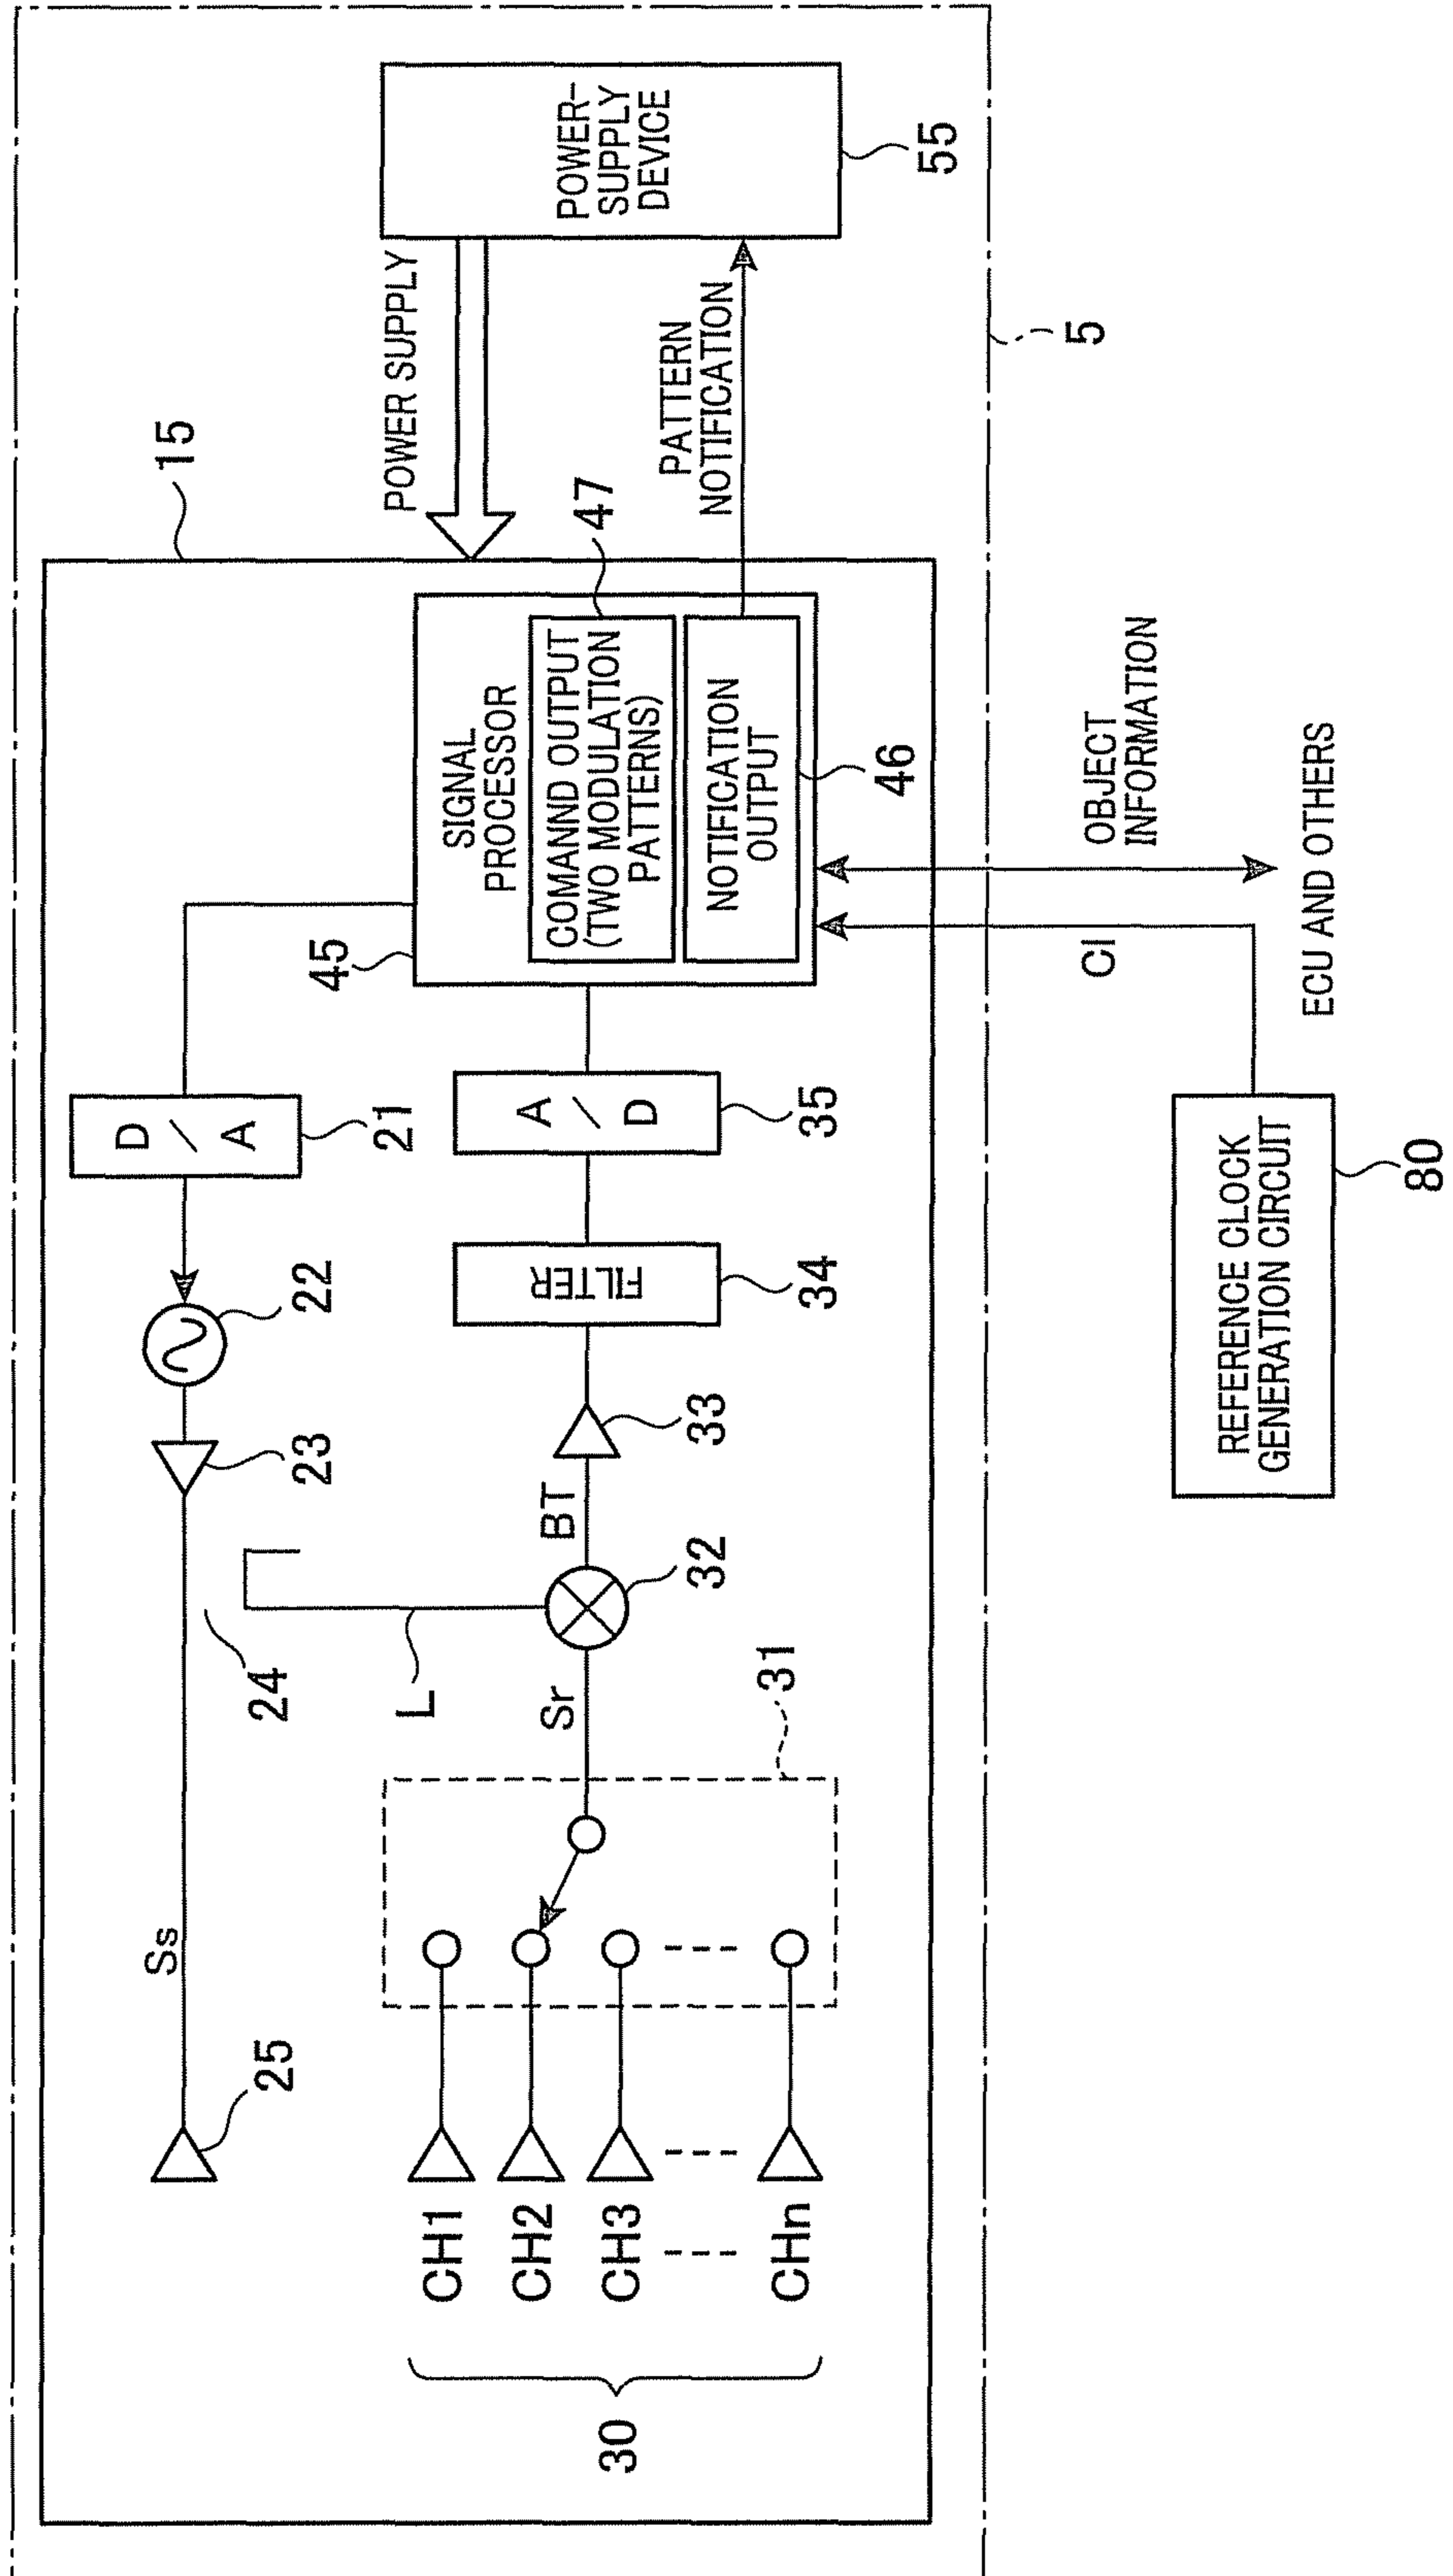 15
Ss
25
24
23
22
21
D
/
A
45
SIGNAL
PROCESSOR
COMANND OUTPUT
(TWO MODULATION
PATTERNS)
47
NOTIFICATION
OUTPUT
46
POWER SUPPLY
PATTERN
NOTIFICATION
POWER-
SUPPLY
DEVICE
55
L
30
CH1
CH2
CH3
CHn
31
Sr
32
BT
33
FILTER
34
A
/
D
35
5
CI
OBJECT
INFORMATION
REFERENCE CLOCK
GENERATION CIRCUIT
80
ECU AND OTHERS